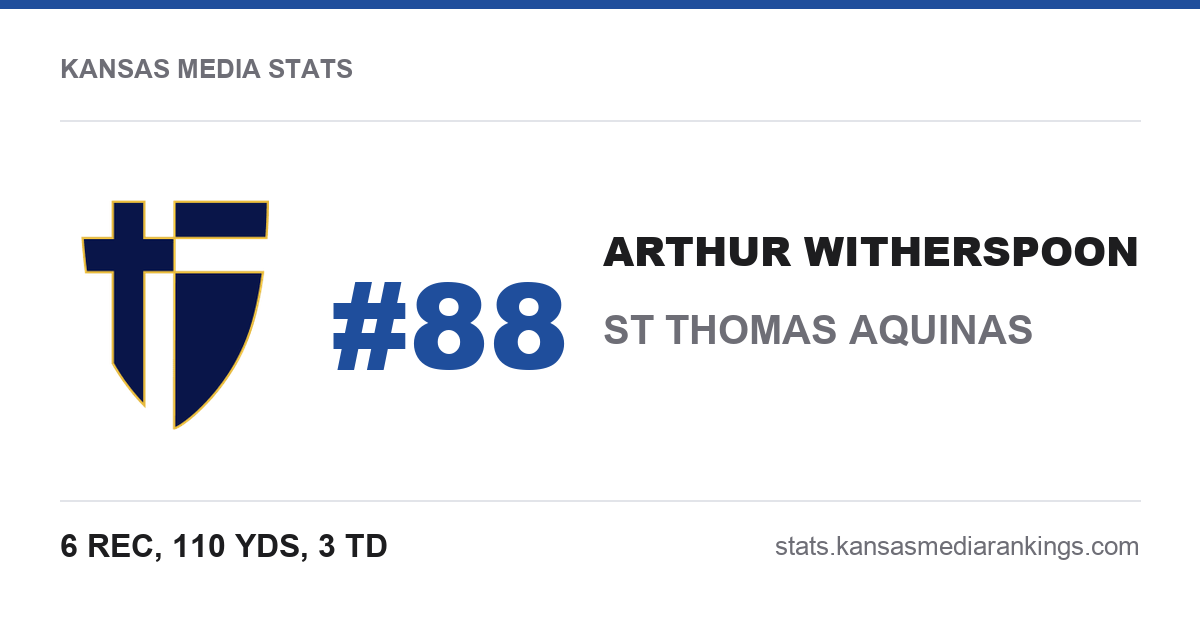 KANSAS MEDIA STATS
#88
ARTHUR WITHERSPOON
ST THOMAS AQUINAS
6 REC, 110 YDS, 3 TD
stats.kansasmediarankings.com